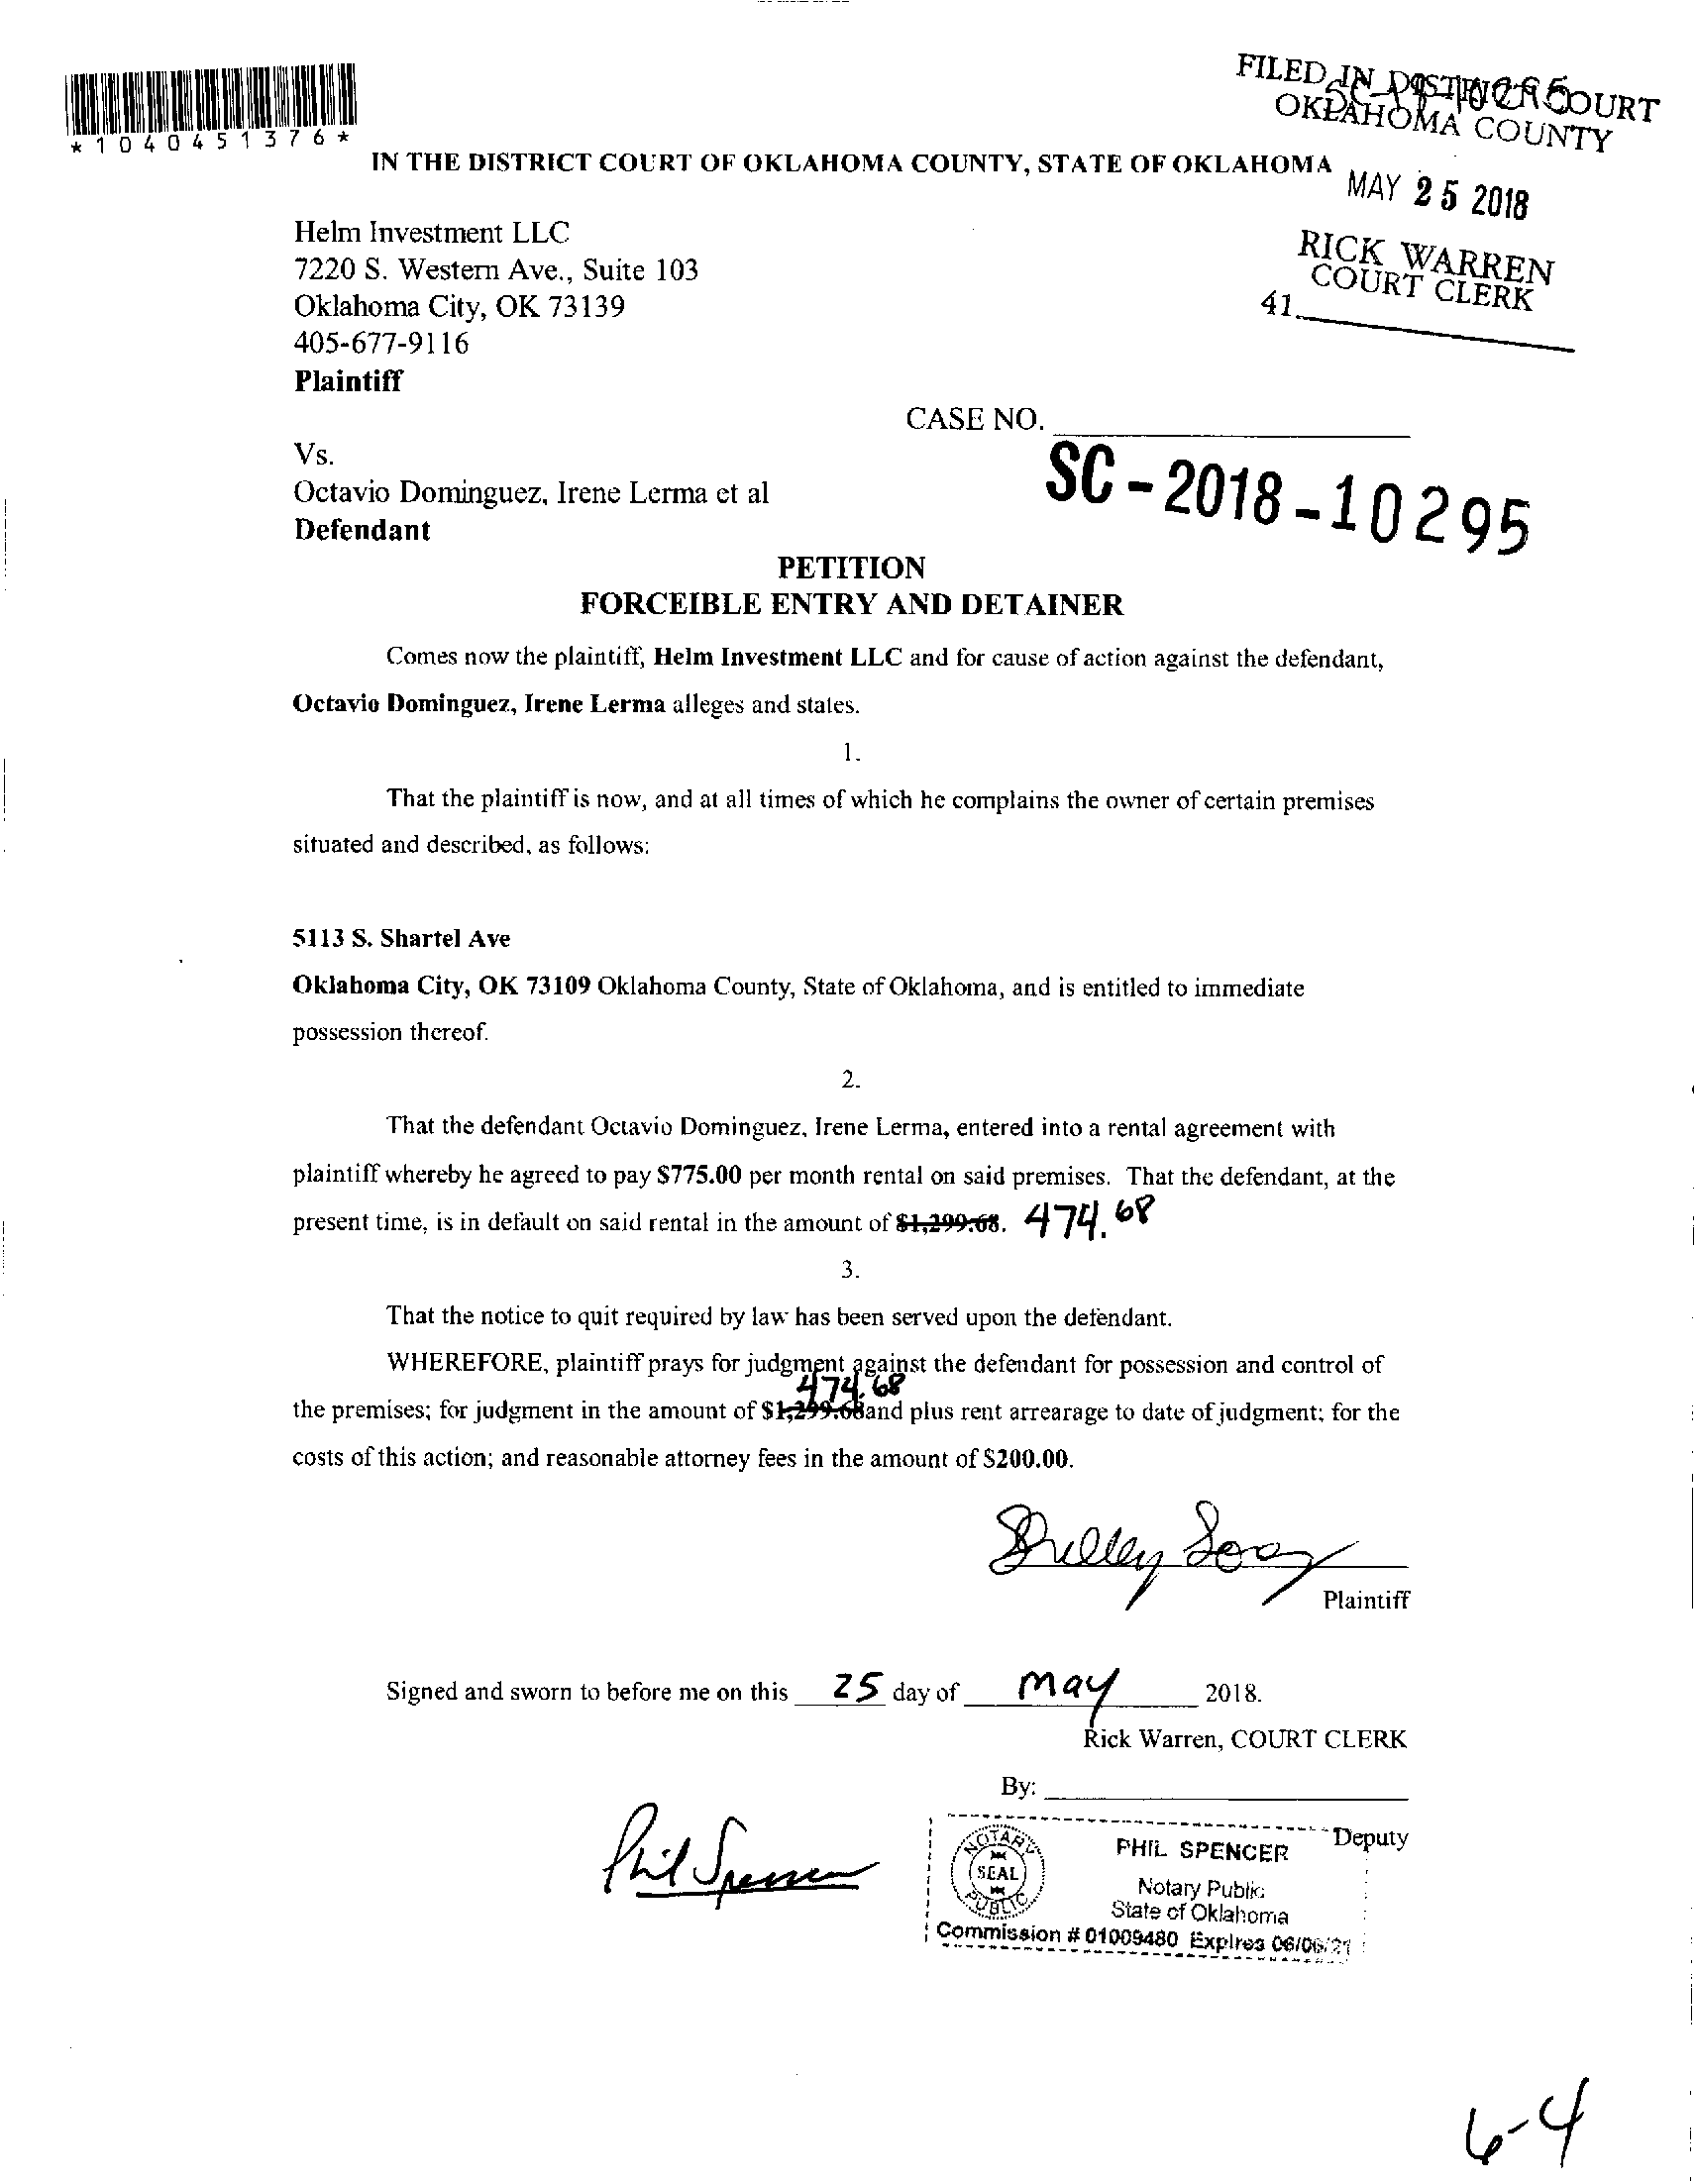 *1040451376*
FILED IN DISTRICT COURT
OKLAHOMA COUNTY
IN THE DISTRICT COURT OF OKLAHOMA COUNTY, STATE OF OKLAHOMA
MAY 25 2018
RICK WARREN
COURT CLERK
41
Helm Investment LLC
7220 S. Western Ave., Suite 103
Oklahoma City, OK 73139
405-677-9116
Plaintiff
CASE NO.
SC-2018-10295
Vs.
Octavio Dominguez, Irene Lerma et al
Defendant
PETITION
FORCEIBLE ENTRY AND DETAINER
Comes now the plaintiff, Helm Investment LLC and for cause of action against the defendant,
Octavio Dominguez, Irene Lerma alleges and states.
1.
That the plaintiff is now, and at all times of which he complains the owner of certain premises
situated and described, as follows:
5113 S. Shartel Ave
Oklahoma City, OK 73109 Oklahoma County, State of Oklahoma, and is entitled to immediate
possession thereof.
2.
That the defendant Octavio Dominguez, Irene Lerma, entered into a rental agreement with
plaintiff whereby he agreed to pay $775.00 per month rental on said premises. That the defendant, at the
present time, is in default on said rental in the amount of $1,299.68. 474.68
3.
That the notice to quit required by law has been served upon the defendant.
WHEREFORE, plaintiff prays for judgment against the defendant for possession and control of
474.68
the premises; for judgment in the amount of $1,299.68and plus rent arrearage to date of judgment; for the
costs of this action; and reasonable attorney fees in the amount of $200.00.
Shelley
Plaintiff
Signed and sworn to before me on this 25 day of May 2018.
Rick Warren, COURT CLERK
By:
Deputy
Phil Spencer
NOTARY
SEAL
PUBLIC
PHIL SPENCER
Notary Public
State of Oklahoma
Commission # 01009480 Expires 06/06/21
6-4